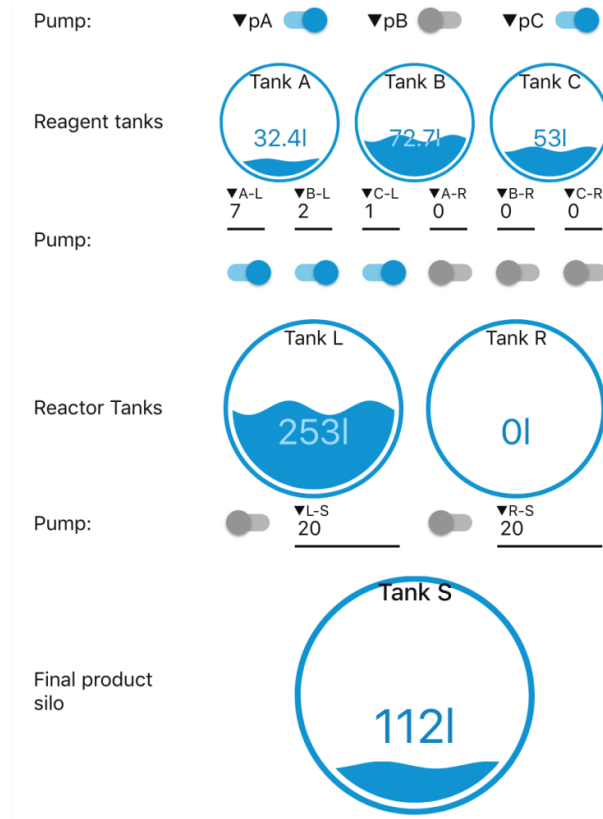 Pump: ▼pA ▼pB ▼pC
Tank A Tank B Tank C
Reagent tanks 32.4l 72.7l 53l
▼A-L ▼B-L ▼C-L ▼A-R ▼B-R ▼C-R
7 2 1 0 0 0
Pump:
Tank L Tank R
Reactor Tanks 253l 0l
▼L-S ▼R-S
Pump: 20 20
Tank S
Final product
silo
112l